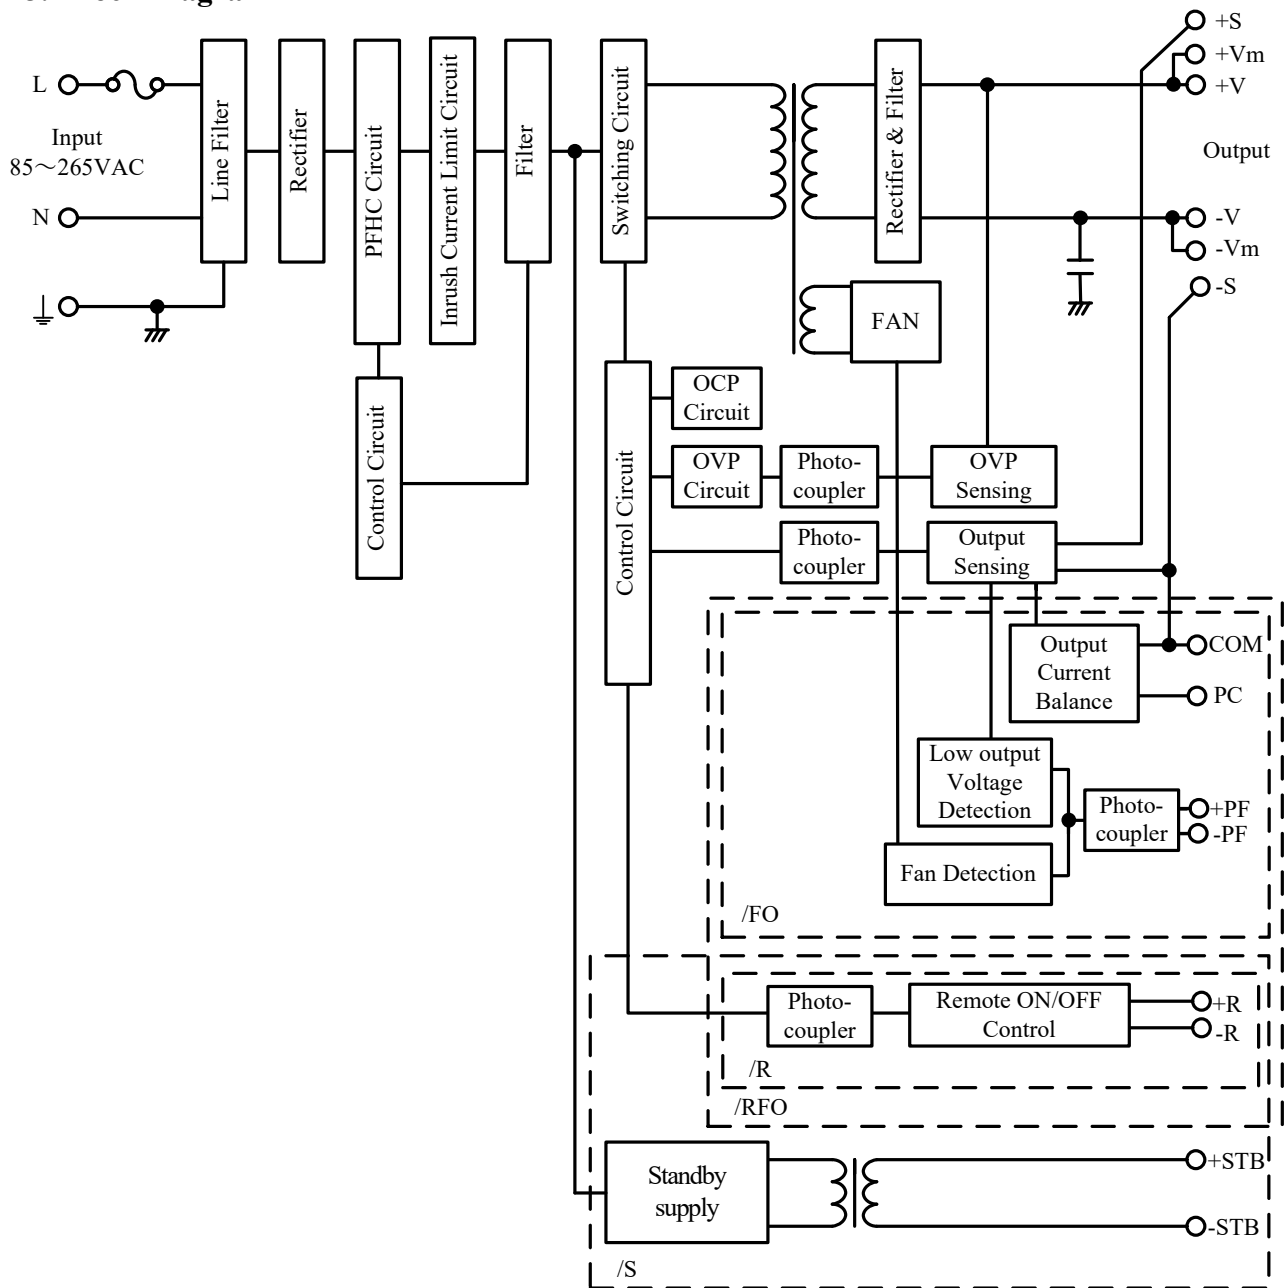 +S
+Vm
+V
L
Input
85～265VAC
N
Line Filter
Rectifier
PFHC Circuit
Inrush Current Limit Circuit
Filter
Switching Circuit
Rectifier & Filter
Output
-V
-Vm
-S
FAN
Control Circuit
Control Circuit
OCP
Circuit
OVP
Circuit
Photo-
coupler
OVP
Sensing
Photo-
coupler
Output
Sensing
Output
Current
Balance
COM
PC
Low output
Voltage
Detection
Photo-
coupler
+PF
-PF
Fan Detection
/FO
Photo-
coupler
Remote ON/OFF
Control
+R
-R
/R
/RFO
Standby
supply
+STB
-STB
/S